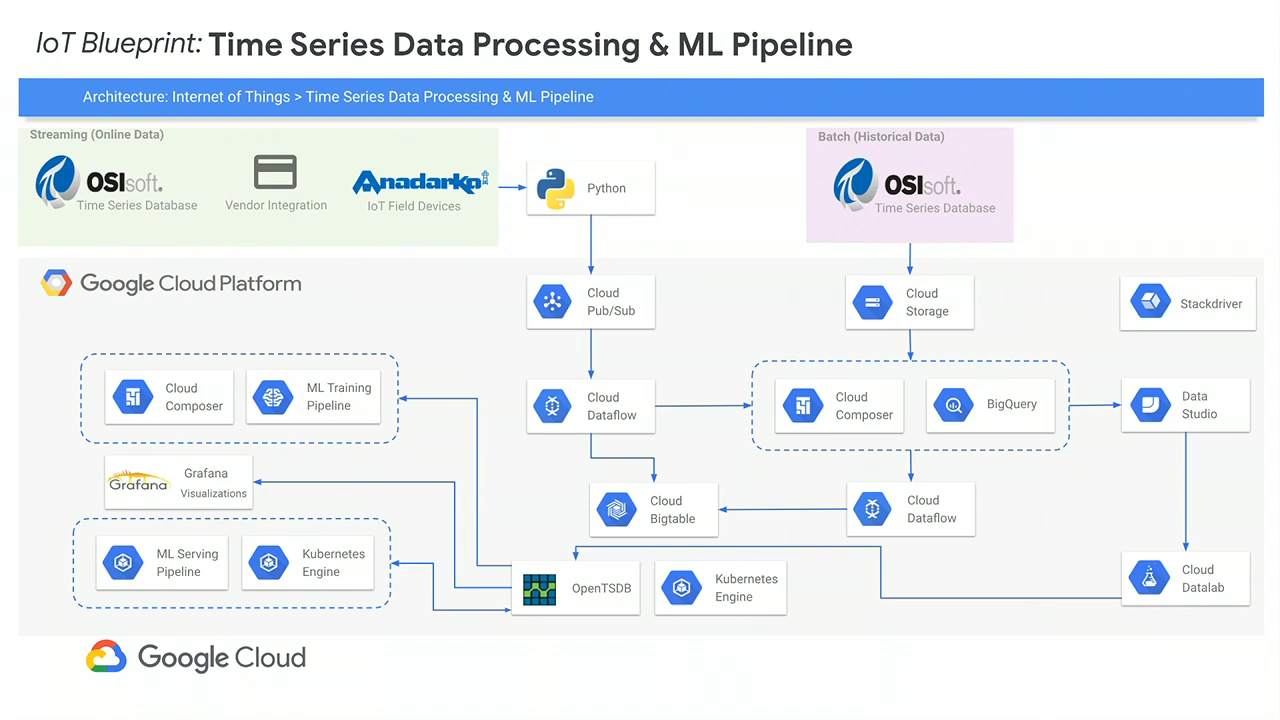 IoT Blueprint: Time Series Data Processing & ML Pipeline
Architecture: Internet of Things > Time Series Data Processing & ML Pipeline
Streaming (Online Data)
OSIsoft.
Time Series Database
Vendor Integration
Anadarko
IoT Field Devices
Python
Batch (Historical Data)
OSIsoft.
Time Series Database
Google Cloud Platform
Cloud
Pub/Sub
Cloud
Storage
Stackdriver
Cloud
Composer
ML Training
Pipeline
Cloud
Dataflow
Cloud
Composer
BigQuery
Data
Studio
Grafana
Grafana
Visualizations
Cloud
Bigtable
Cloud
Dataflow
ML Serving
Pipeline
Kubernetes
Engine
OpenTSDB
Kubernetes
Engine
Cloud
Datalab
Google Cloud